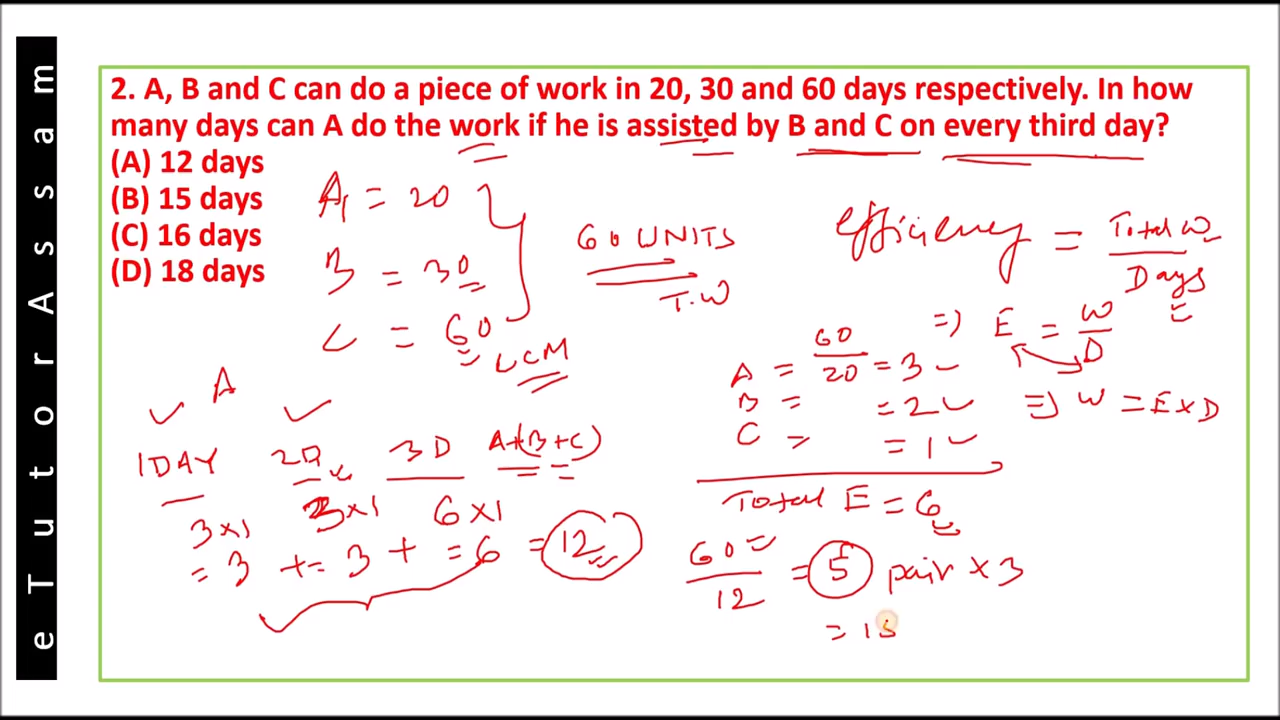 eTutorAssam
2. A, B and C can do a piece of work in 20, 30 and 60 days respectively. In how
many days can A do the work if he is assisted by B and C on every third day?
(A) 12 days
(B) 15 days
(C) 16 days
(D) 18 days
A = 20
B = 30
C = 60
LCM
60 UNITS
T.W
efficiency = Total W / Days
=> E = W / D
=> W = E x D
A = 60 / 20 = 3
B = = 2
C = = 1
Total E = 6
A
1DAY 2D 3D A+(B+C)
3x1 3x1 6x1
= 3 + = 3 + = 6 = 12
60 / 12 = 5 pair x 3
= 15